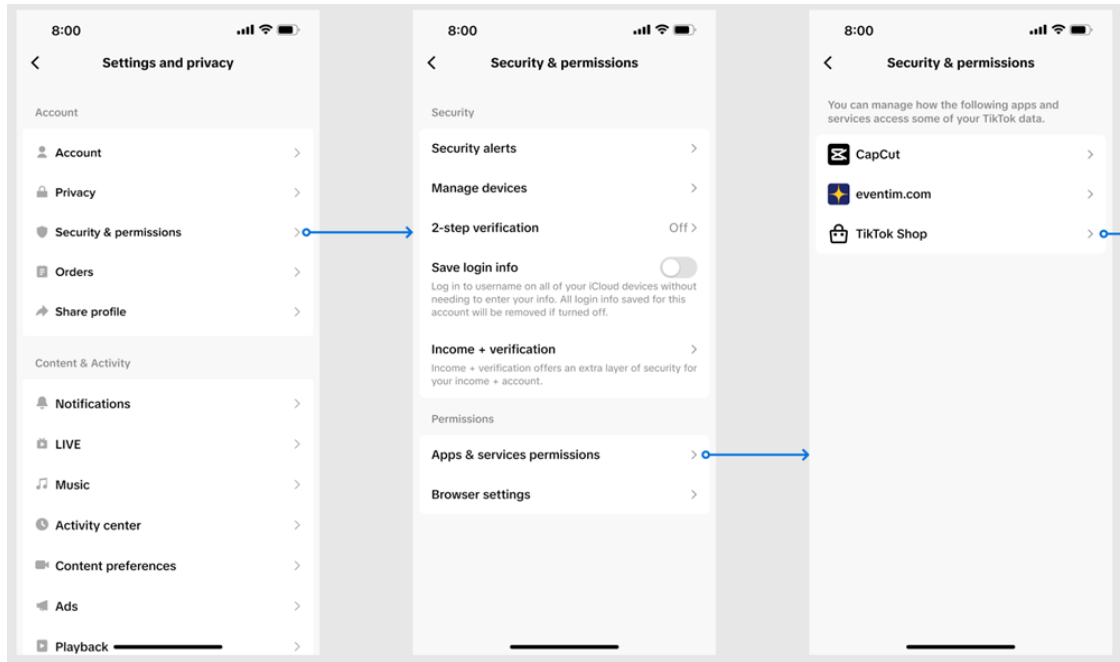 8:00
Settings and privacy
Account
Account
Privacy
Security & permissions
Orders
Share profile
Content & Activity
Notifications
LIVE
Music
Activity center
Content preferences
Ads
Playback
8:00
Security & permissions
Security
Security alerts
Manage devices
2-step verification
Off
Save login info
Log in to username on all of your iCloud devices without
needing to enter your info. All login info saved for this
account will be removed if turned off.
Income + verification
Income + verification offers an extra layer of security for
your income + account.
Permissions
Apps & services permissions
Browser settings
8:00
Security & permissions
You can manage how the following apps and
services access some of your TikTok data.
CapCut
eventim.com
TikTok Shop